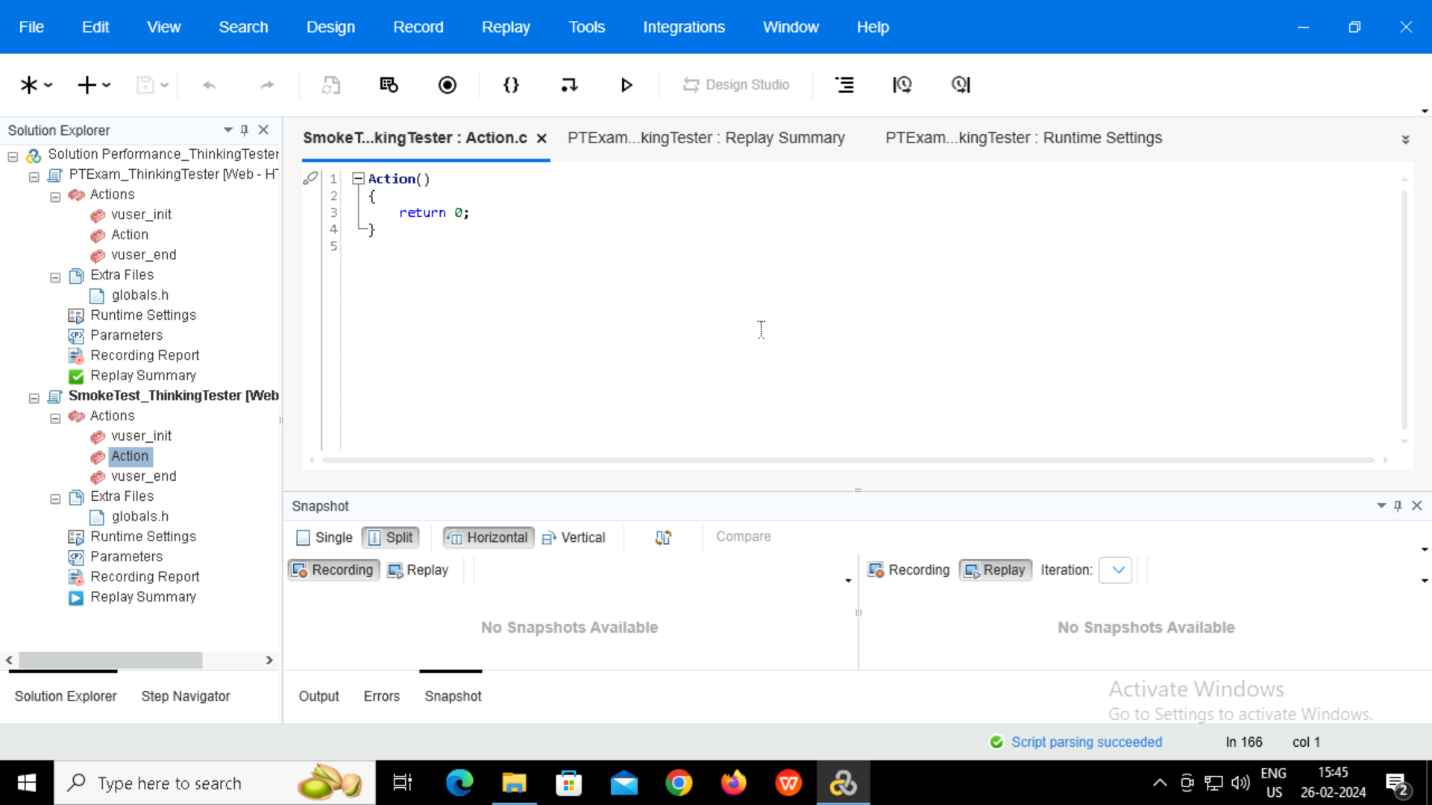 File Edit View Search Design Record Replay Tools Integrations Window Help
Design Studio
Solution Explorer
Solution Performance_ThinkingTester
PTExam_ThinkingTester [Web - HT
Actions
vuser_init
Action
vuser_end
Extra Files
globals.h
Runtime Settings
Parameters
Recording Report
Replay Summary
SmokeTest_ThinkingTester [Web
Actions
vuser_init
Action
vuser_end
Extra Files
globals.h
Runtime Settings
Parameters
Recording Report
Replay Summary
Solution Explorer Step Navigator
SmokeT...kingTester : Action.c PTExam...kingTester : Replay Summary PTExam...kingTester : Runtime Settings
1 Action()
2 {
3 return 0;
4 }
5
Snapshot
Single Split Horizontal Vertical Compare
Recording Replay Recording Replay Iteration:
No Snapshots Available No Snapshots Available
Output Errors Snapshot
Activate Windows
Go to Settings to activate Windows.
Script parsing succeeded ln 166 col 1
Type here to search
ENG
US
15:45
26-02-2024
2